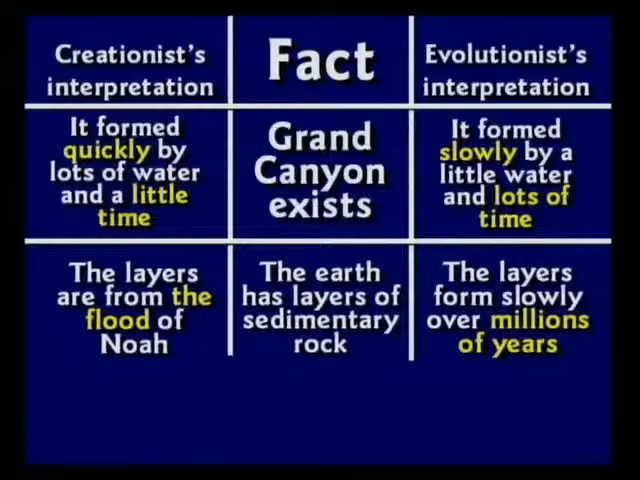 Creationist's
interpretation
Fact
Evolutionist's
interpretation
It formed
quickly by
lots of water
and a little
time
Grand
Canyon
exists
It formed
slowly by a
little water
and lots of
time
The layers
are from the
flood of
Noah
The earth
has layers of
sedimentary
rock
The layers
form slowly
over millions
of years